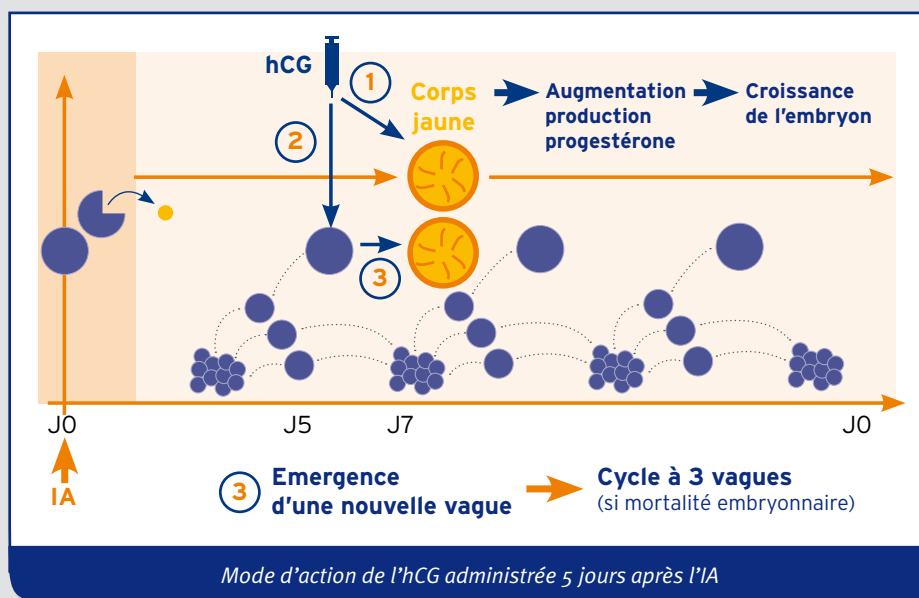 hCG
1
Corps
jaune
Augmentation
production
progestérone
Croissance
de l'embryon
2
3
J0
J5
J7
J0
IA
3
Emergence
d'une nouvelle vague
Cycle à 3 vagues
(si mortalité embryonnaire)
Mode d'action de l'hCG administrée 5 jours après l'IA